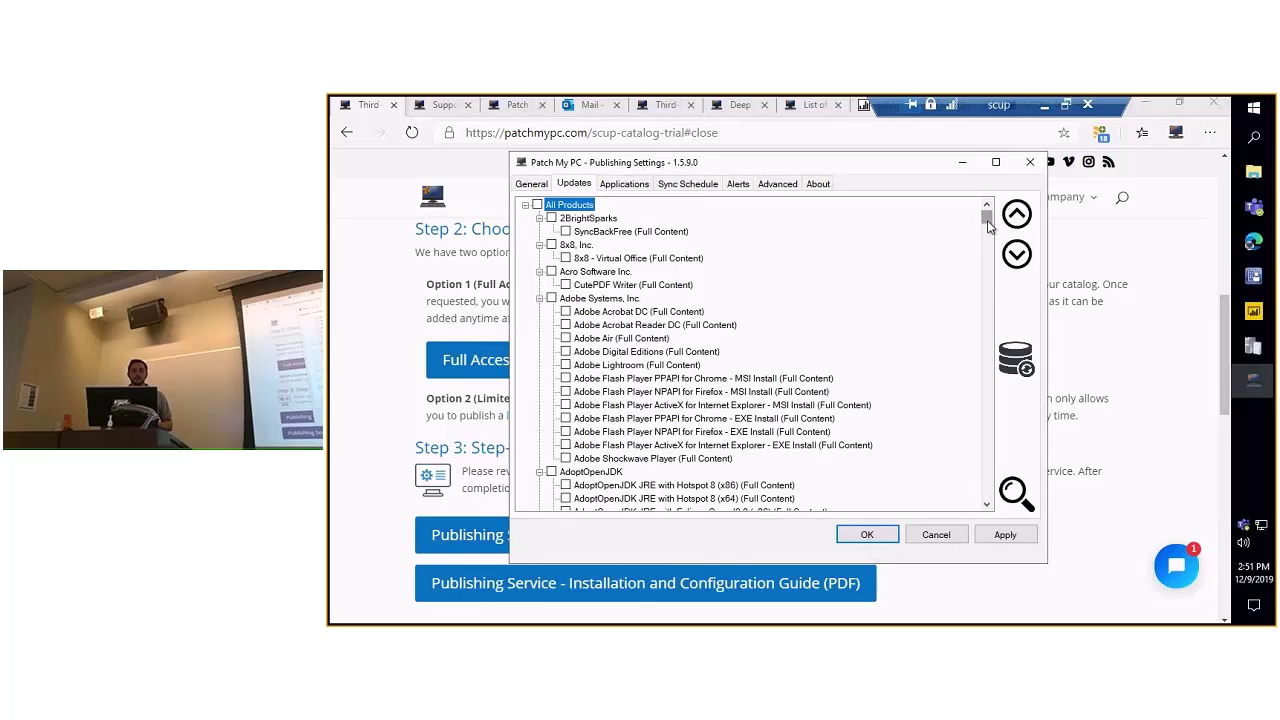 Third-
Suppo
Patch
Mail -
Third-
Deep
List of
scup
https://patchmypc.com/scup-catalog-trial#close
18
Patch My PC - Publishing Settings - 1.5.9.0
General Updates Applications Sync Schedule Alerts Advanced About
ompany
All Products
2BrightSparks
SyncBackFree (Full Content)
8x8, Inc.
8x8 - Virtual Office (Full Content)
Acro Software Inc.
CutePDF Writer (Full Content)
Adobe Systems, Inc.
Adobe Acrobat DC (Full Content)
Adobe Acrobat Reader DC (Full Content)
Adobe Air (Full Content)
Adobe Digital Editions (Full Content)
Adobe Lightroom (Full Content)
Adobe Flash Player PPAPI for Chrome - MSI Install (Full Content)
Adobe Flash Player NPAPI for Firefox - MSI Install (Full Content)
Adobe Flash Player ActiveX for Internet Explorer - MSI Install (Full Content)
Adobe Flash Player PPAPI for Chrome - EXE Install (Full Content)
Adobe Flash Player NPAPI for Firefox - EXE Install (Full Content)
Adobe Flash Player ActiveX for Internet Explorer - EXE Install (Full Content)
Adobe Shockwave Player (Full Content)
AdoptOpenJDK
AdoptOpenJDK JRE with Hotspot 8 (x86) (Full Content)
AdoptOpenJDK JRE with Hotspot 8 (x64) (Full Content)
OK Cancel Apply
Step 2: Choo
We have two option
Option 1 (Full Ac
ur catalog. Once
requested, you w
as it can be
added anytime a
Full Acces
Option 2 (Limite
n only allows
you to publish a l
y time.
Step 3: Step-
Please rev
rvice. After
completio
Publishing S
Publishing Service - Installation and Configuration Guide (PDF)
1
2:51 PM
12/9/2019